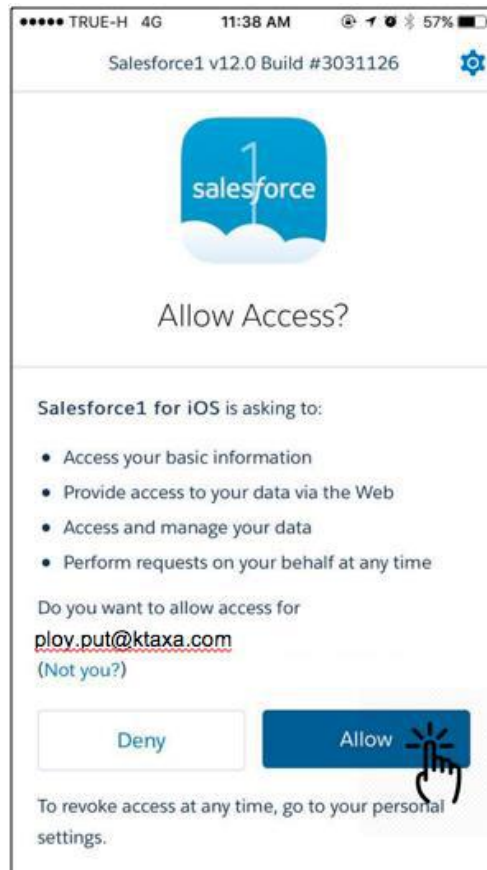 ●●●●● TRUE-H 4G 11:38 AM 57%
Salesforce1 v12.0 Build #3031126
1
salesforce
Allow Access?
Salesforce1 for iOS is asking to:
• Access your basic information
• Provide access to your data via the Web
• Access and manage your data
• Perform requests on your behalf at any time
Do you want to allow access for
ploy.put@ktaxa.com
(Not you?)
Deny Allow
To revoke access at any time, go to your personal
settings.